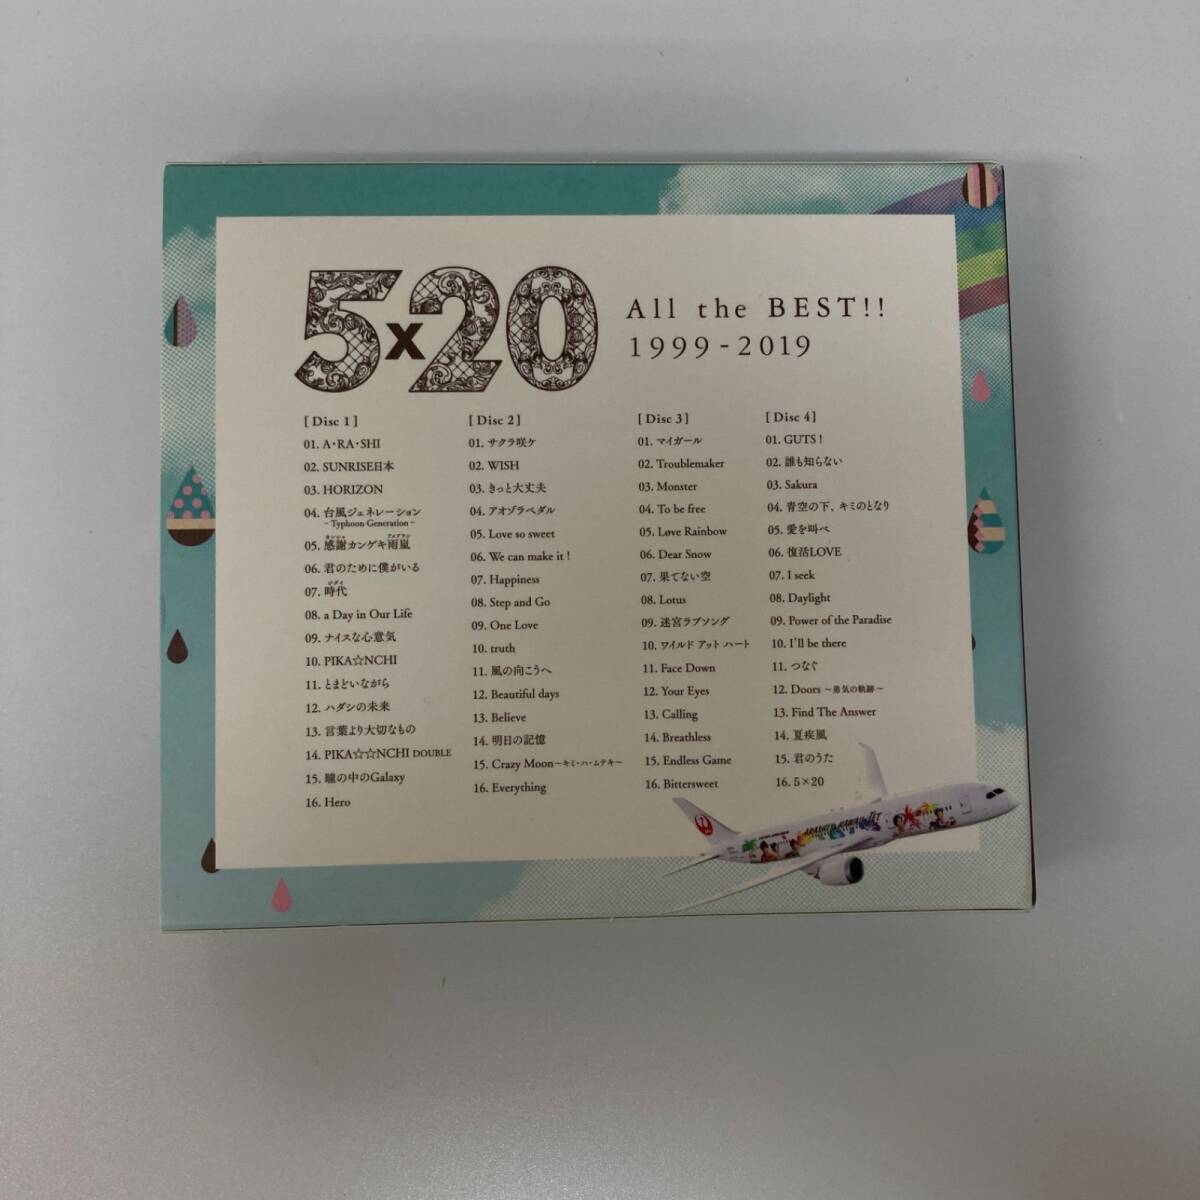 5×20
All the BEST!!
1999-2019
[Disc 1]
01. A・RA・SHI
02. SUNRISE日本
03. HORIZON
04. 台風ジェネレーション
- Typhoon Generation -
05. 感謝カンゲキ雨嵐
06. 君のために僕がいる
07. 時代
08. a Day in Our Life
09. ナイスな心意気
10. PIKA☆NCHI
11. とまどいながら
12. ハダシの未来
13. 言葉より大切なもの
14. PIKA☆☆NCHI DOUBLE
15. 瞳の中のGalaxy
16. Hero
[Disc 2]
01. サクラ咲ケ
02. WISH
03. きっと大丈夫
04. アオゾラペダル
05. Love so sweet
06. We can make it !
07. Happiness
08. Step and Go
09. One Love
10. truth
11. 風の向こうへ
12. Beautiful days
13. Believe
14. 明日の記憶
15. Crazy Moon～キミ・ハ・ムテキ～
16. Everything
[Disc 3]
01. マイガール
02. Troublemaker
03. Monster
04. To be free
05. Løve Rainbow
06. Dear Snow
07. 果てない空
08. Lotus
09. 迷宮ラブソング
10. ワイルド アット ハート
11. Face Down
12. Your Eyes
13. Calling
14. Breathless
15. Endless Game
16. Bittersweet
[Disc 4]
01. GUTS !
02. 誰も知らない
03. Sakura
04. 青空の下、キミのとなり
05. 愛を叫べ
06. 復活LOVE
07. I seek
08. Daylight
09. Power of the Paradise
10. I'll be there
11. つなぐ
12. Doors ～勇気の軌跡～
13. Find The Answer
14. 夏疾風
15. 君のうた
16. 5×20